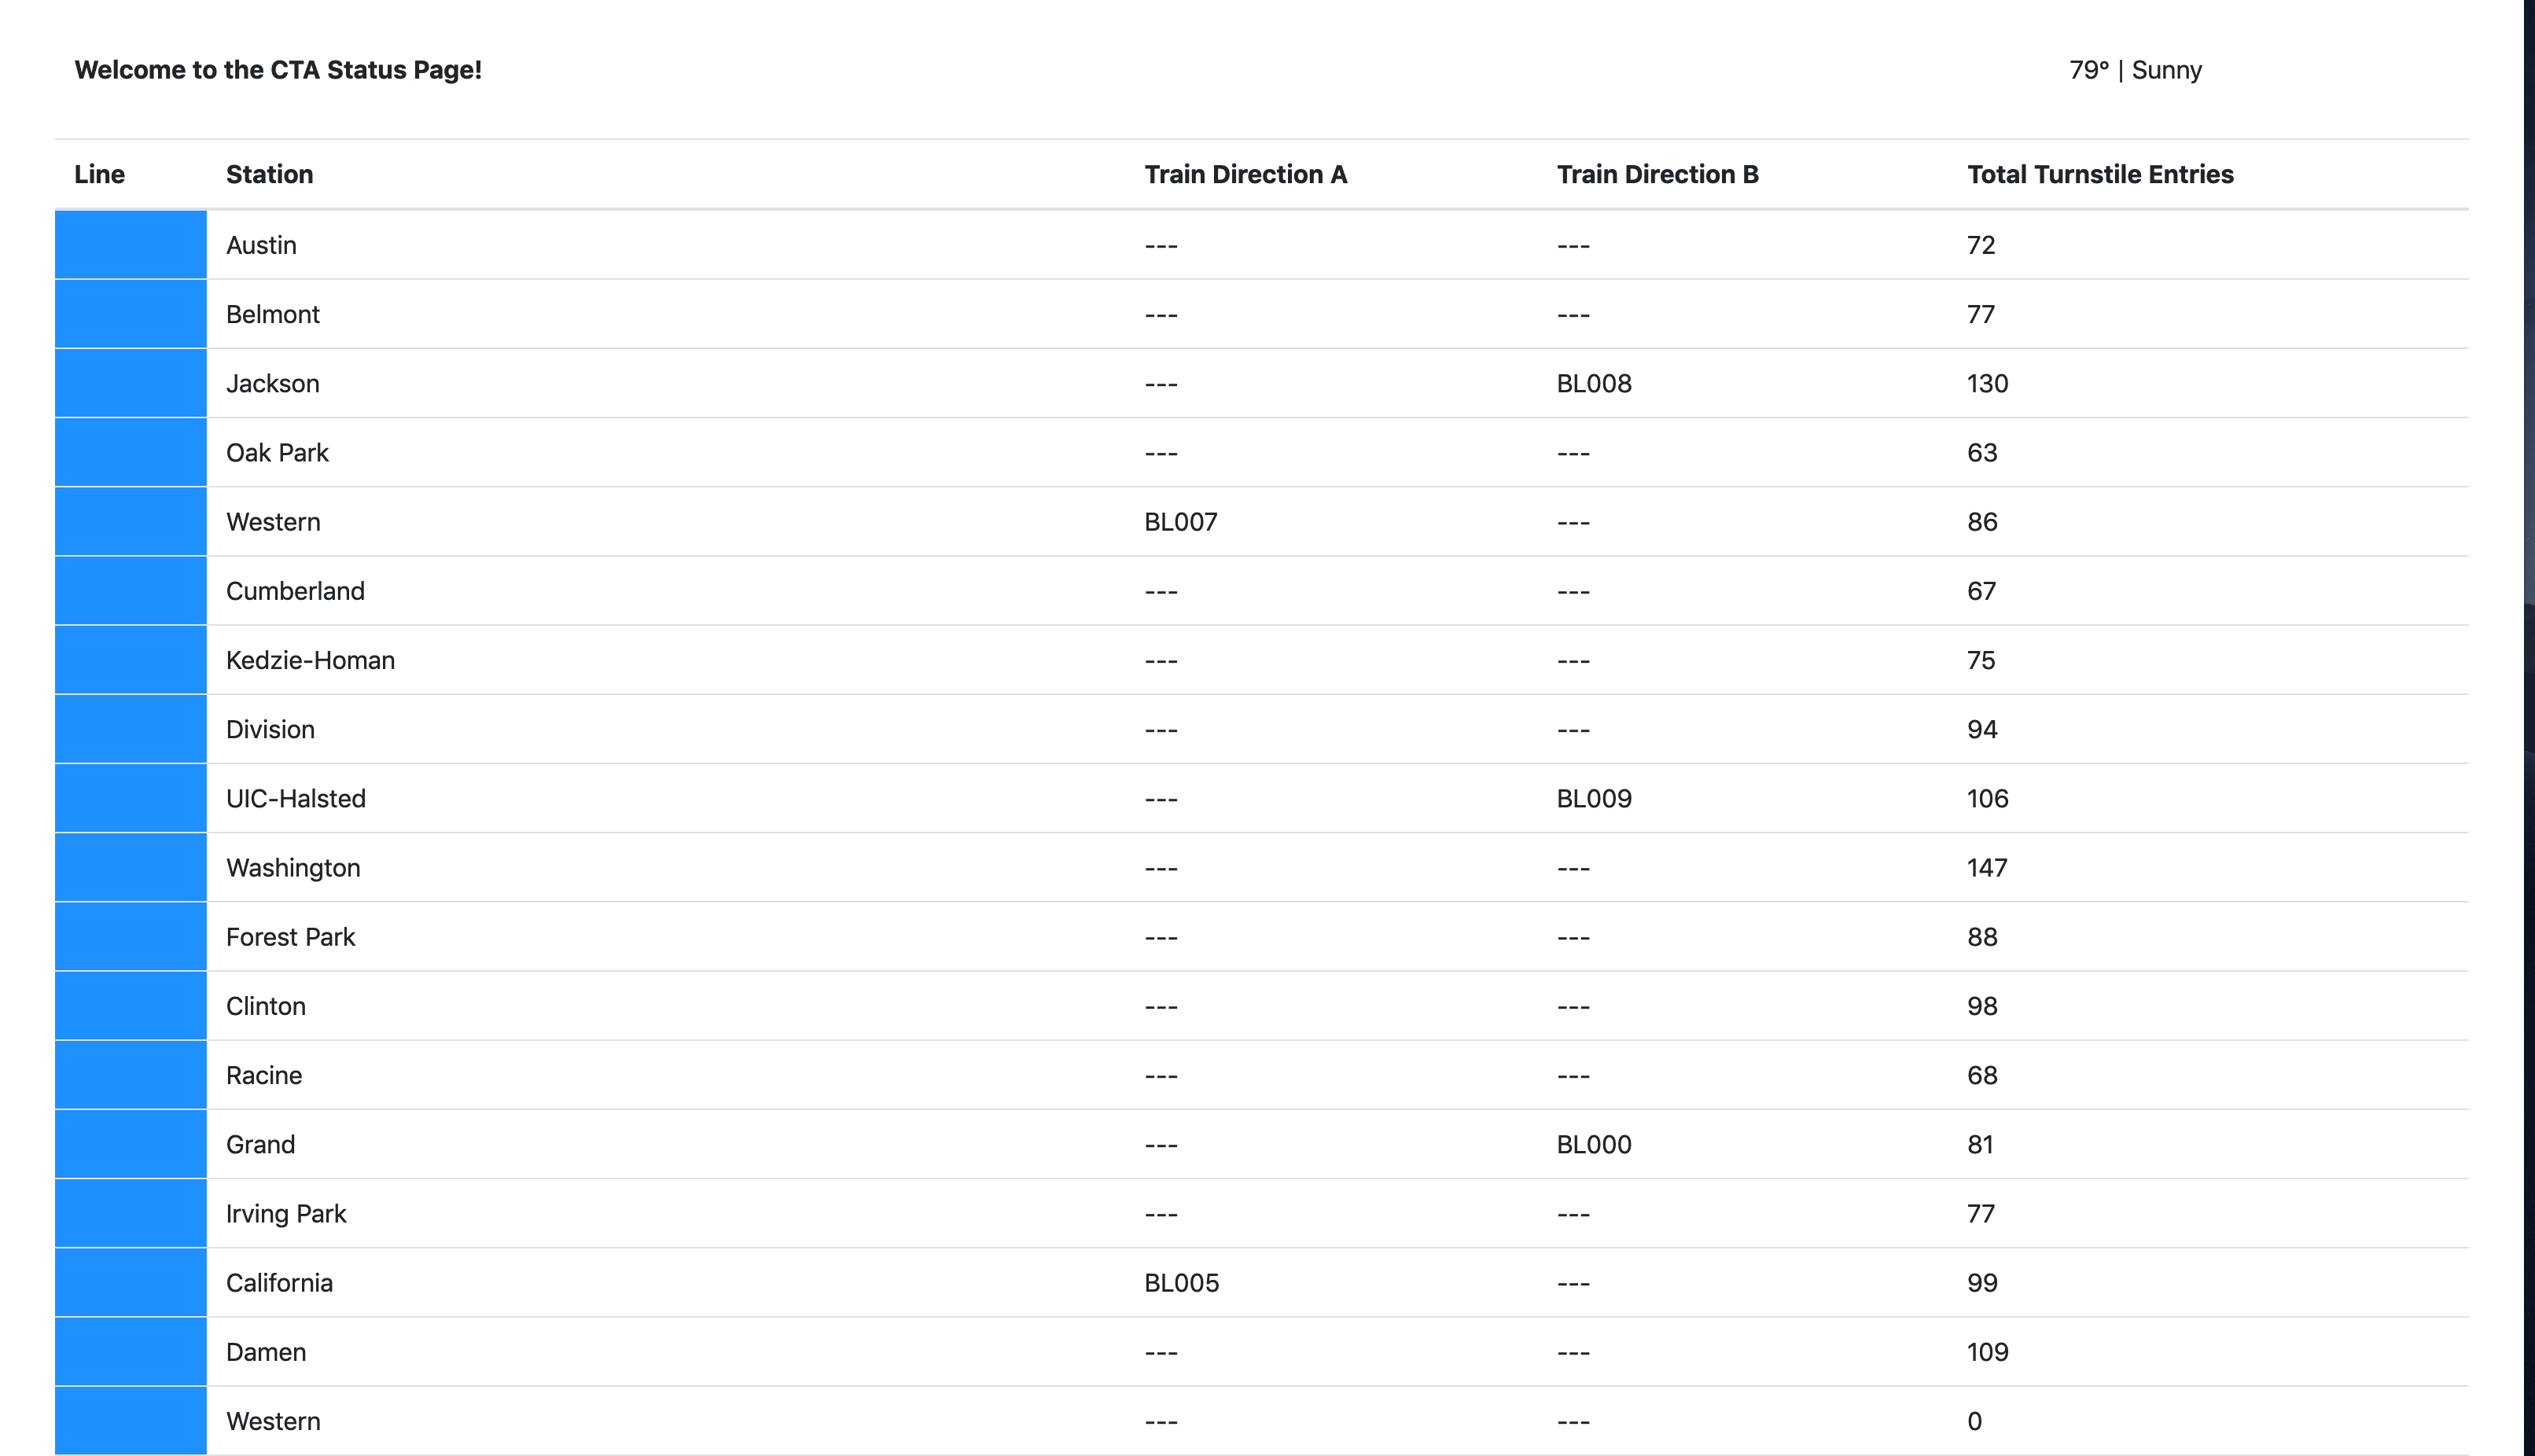 Welcome to the CTA Status Page! 79° | Sunny
Line Station Train Direction A Train Direction B Total Turnstile Entries
Austin --- --- 72
Belmont --- --- 77
Jackson --- BL008 130
Oak Park --- --- 63
Western BL007 --- 86
Cumberland --- --- 67
Kedzie-Homan --- --- 75
Division --- --- 94
UIC-Halsted --- BL009 106
Washington --- --- 147
Forest Park --- --- 88
Clinton --- --- 98
Racine --- --- 68
Grand --- BL000 81
Irving Park --- --- 77
California BL005 --- 99
Damen --- --- 109
Western --- --- 0